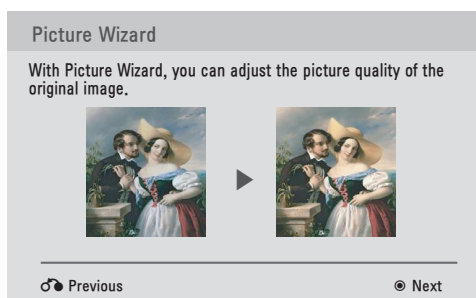 Picture Wizard
With Picture Wizard, you can adjust the picture quality of the
original image.
Previous
Next